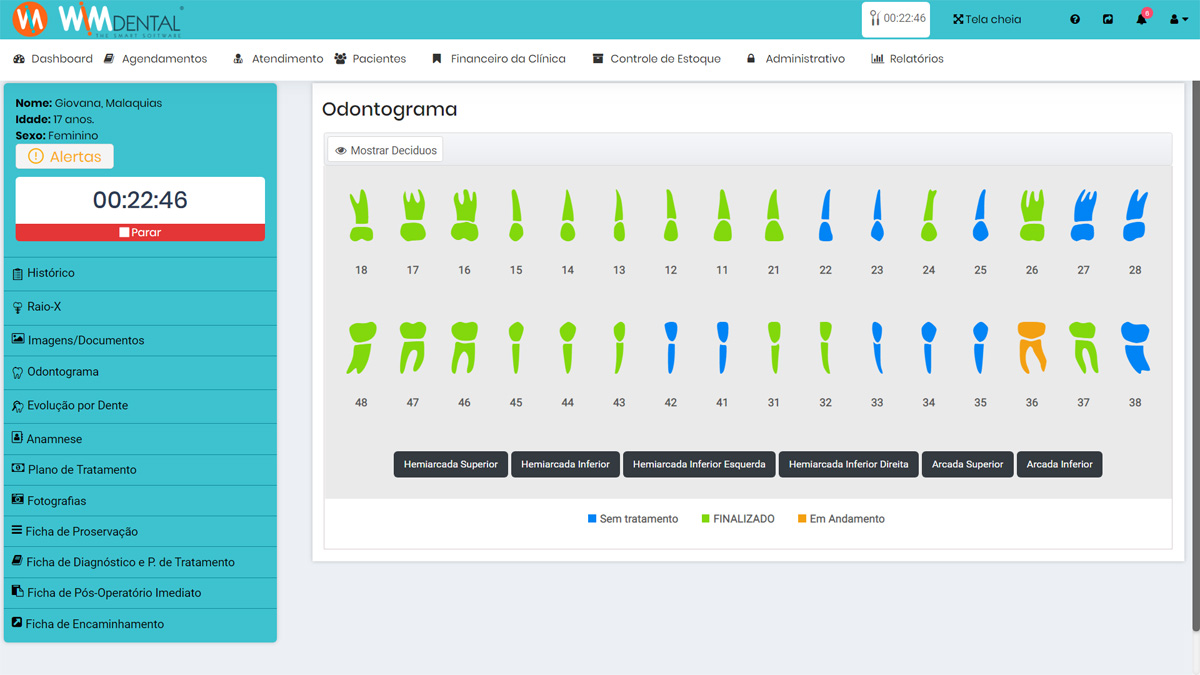 WIMDENTAL
THE SMART SOFTWARE
00:22:46
Tela cheia
6
Dashboard Agendamentos Atendimento Pacientes Financeiro da Clínica Controle de Estoque Administrativo Relatórios
Nome: Giovana, Malaquias
Idade: 17 anos.
Sexo: Feminino
Alertas
00:22:46
Parar
Histórico
Raio-X
Imagens/Documentos
Odontograma
Evolução por Dente
Anamnese
Plano de Tratamento
Fotografias
Ficha de Proservação
Ficha de Diagnóstico e P. de Tratamento
Ficha de Pós-Operatório Imediato
Ficha de Encaminhamento
Odontograma
Mostrar Deciduos
18 17 16 15 14 13 12 11 21 22 23 24 25 26 27 28
48 47 46 45 44 43 42 41 31 32 33 34 35 36 37 38
Hemiarcada Superior Hemiarcada Inferior Hemiarcada Inferior Esquerda Hemiarcada Inferior Direita Arcada Superior Arcada Inferior
Sem tratamento FINALIZADO Em Andamento